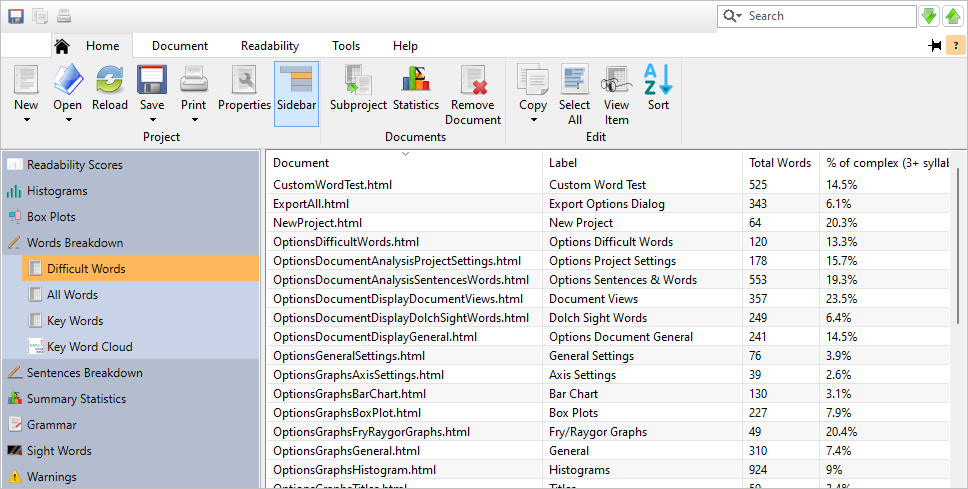 Search
Home Document Readability Tools Help ?
New Open Reload Save Print Properties Sidebar Subproject Statistics Remove Document Copy Select All View Item Sort
Project Documents Edit
Readability Scores
Histograms
Box Plots
Words Breakdown
Difficult Words
All Words
Key Words
Key Word Cloud
Sentences Breakdown
Summary Statistics
Grammar
Sight Words
Warnings
Document Label Total Words % of complex (3+ syllab
CustomWordTest.html Custom Word Test 525 14.5%
ExportAll.html Export Options Dialog 343 6.1%
NewProject.html New Project 64 20.3%
OptionsDifficultWords.html Options Difficult Words 120 13.3%
OptionsDocumentAnalysisProjectSettings.html Options Project Settings 178 15.7%
OptionsDocumentAnalysisSentencesWords.html Options Sentences & Words 553 19.3%
OptionsDocumentDisplayDocumentViews.html Document Views 357 23.5%
OptionsDocumentDisplayDolchSightWords.html Dolch Sight Words 249 6.4%
OptionsDocumentDisplayGeneral.html Options Document General 241 14.5%
OptionsGeneralSettings.html General Settings 76 3.9%
OptionsGraphsAxisSettings.html Axis Settings 39 2.6%
OptionsGraphsBarChart.html Bar Chart 130 3.1%
OptionsGraphsBoxPlot.html Box Plots 227 7.9%
OptionsGraphsFryRaygorGraphs.html Fry/Raygor Graphs 49 20.4%
OptionsGraphsGeneral.html General 310 7.4%
OptionsGraphsHistogram.html Histograms 924 9%
OptionsGraphsTitles.html Titles